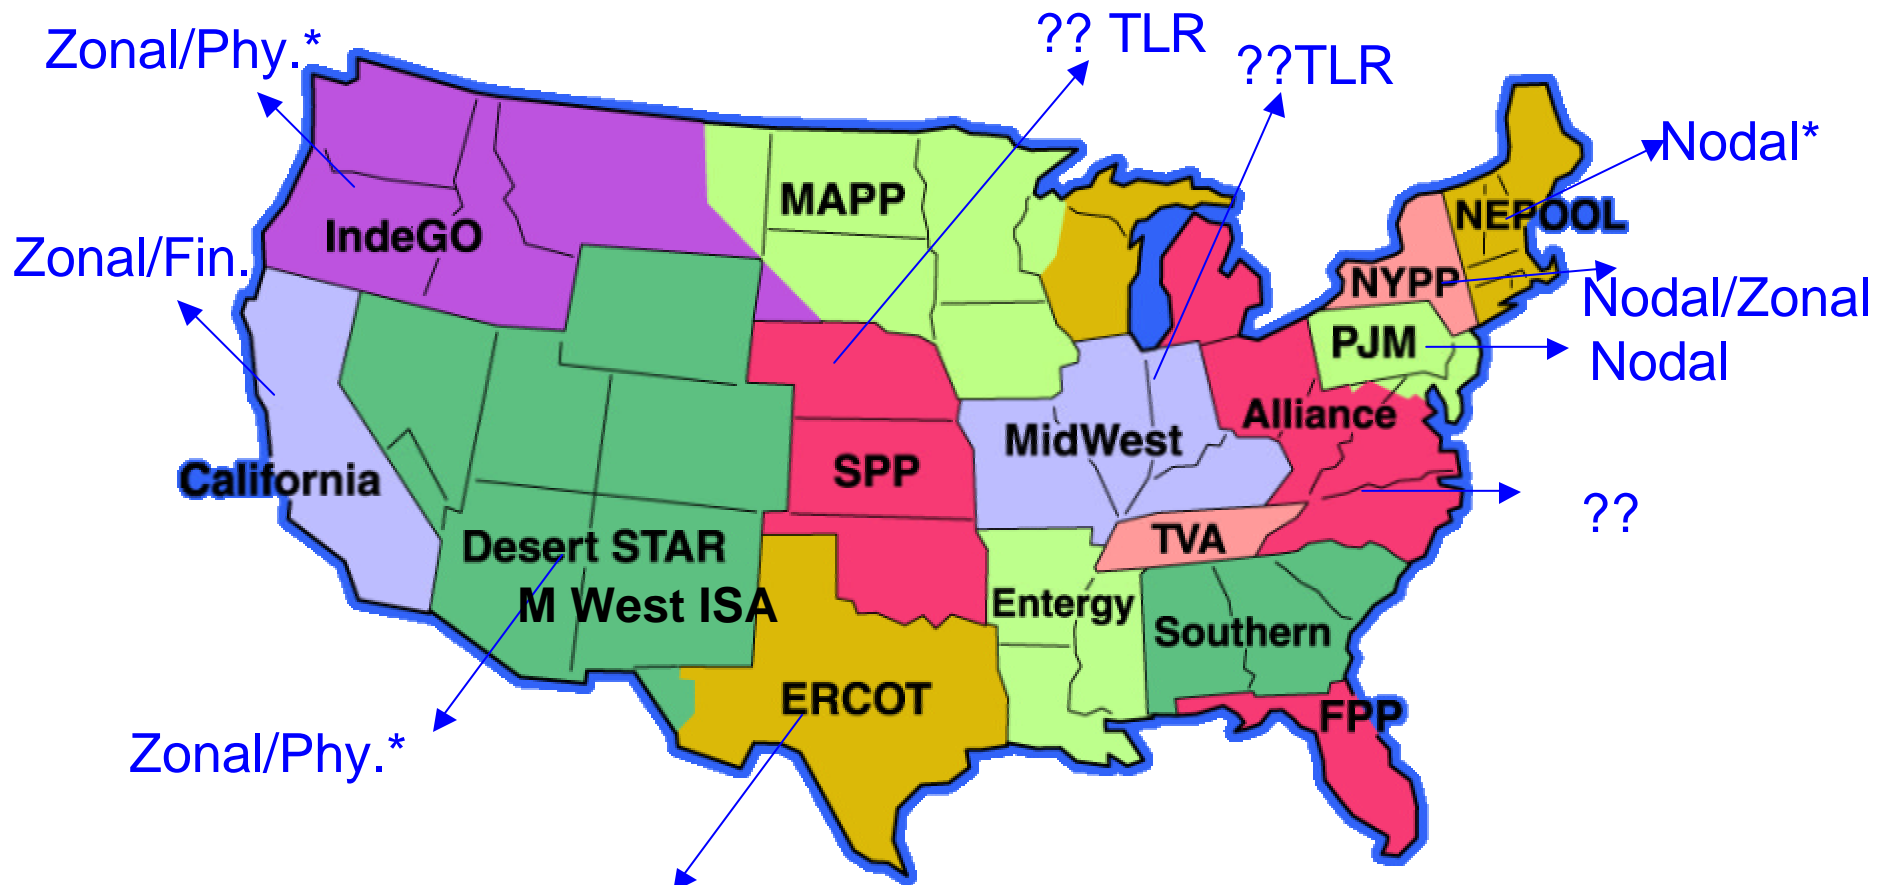 ?? TLR
Zonal/Phy.*
??TLR
Nodal*
MAPP
NEPOOL
IndeGO
Zonal/Fin.
NYPP
Nodal/Zonal
PJM
Nodal
Alliance
MidWest
SPP
California
??
TVA
Desert STAR
M West ISA
Entergy
Southern
ERCOT
FPP
Zonal/Phy.*